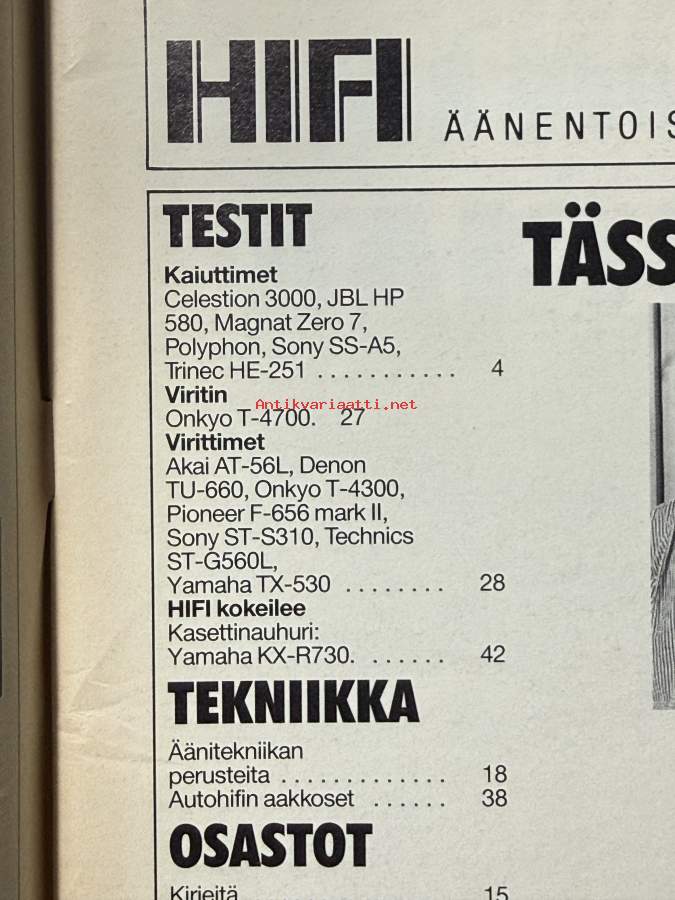 HIFI ÄÄNENTOIS
TESTIT
Kaiuttimet
Celestion 3000, JBL HP
580, Magnat Zero 7,
Polyphon, Sony SS-A5,
Trinec HE-251 . . . . . . . . . . . 4
Viritin
Antikvariaatti.net
Onkyo T-4700. 27
Virittimet
Akai AT-56L, Denon
TU-660, Onkyo T-4300,
Pioneer F-656 mark II,
Sony ST-S310, Technics
ST-G560L,
Yamaha TX-530 . . . . . . . . 28
HIFI kokeilee
Kasettinauhuri:
Yamaha KX-R730. . . . . . . 42
TEKNIIKKA
Äänitekniikan
perusteita . . . . . . . . . . . . . 18
Autohifin aakkoset . . . . . . 38
OSASTOT
Kirjeitä 15
TÄSS